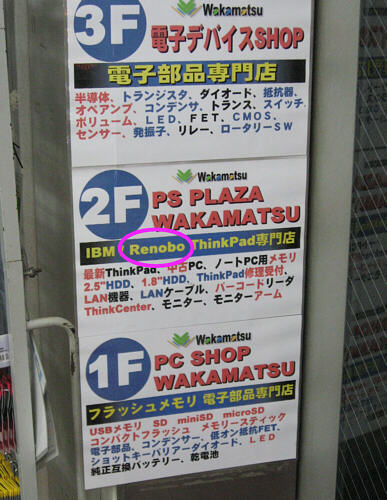 Wakamatsu
3F 電子デバイスSHOP
電子部品専門店
半導体、トランジスタ、ダイオード、抵抗器、
オペアンプ、コンデンサ、トランス、スイッチ、
ボリューム、LED、FET、CMOS、
センサー、発振子、リレー、ロータリーSW
Wakamatsu
2F PS PLAZA
WAKAMATSU
IBM / Renobo ThinkPad専門店
最新ThinkPad、中古PC、ノートPC用メモリ
2.5"HDD、1.8"HDD、ThinkPad修理受付、
LAN機器、LANケーブル、バーコードリーダ
ThinkCenter、モニター、モニターアーム
Wakamatsu
1F PC SHOP
WAKAMATSU
フラッシュメモリ 電子部品専門店
USBメモリ SD miniSD microSD
コンパクトフラッシュ メモリースティック
電子部品、コンデンサー、低オン抵抗FET、
ショットキーバリアーダイオード、LED
純正互換バッテリー、乾電池